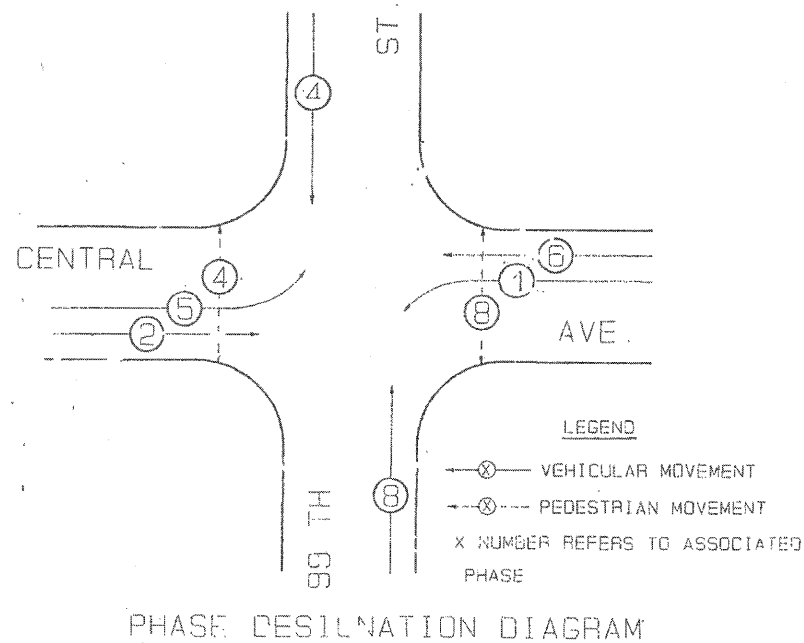 ST
4
6
CENTRAL
4
1
5
8
2
AVE.
LEGEND
X VEHICULAR MOVEMENT
8
TH
X PEDESTRIAN MOVEMENT
X NUMBER REFERS TO ASSOCIATED
PHASE
PHASE DESIGNATION DIAGRAM